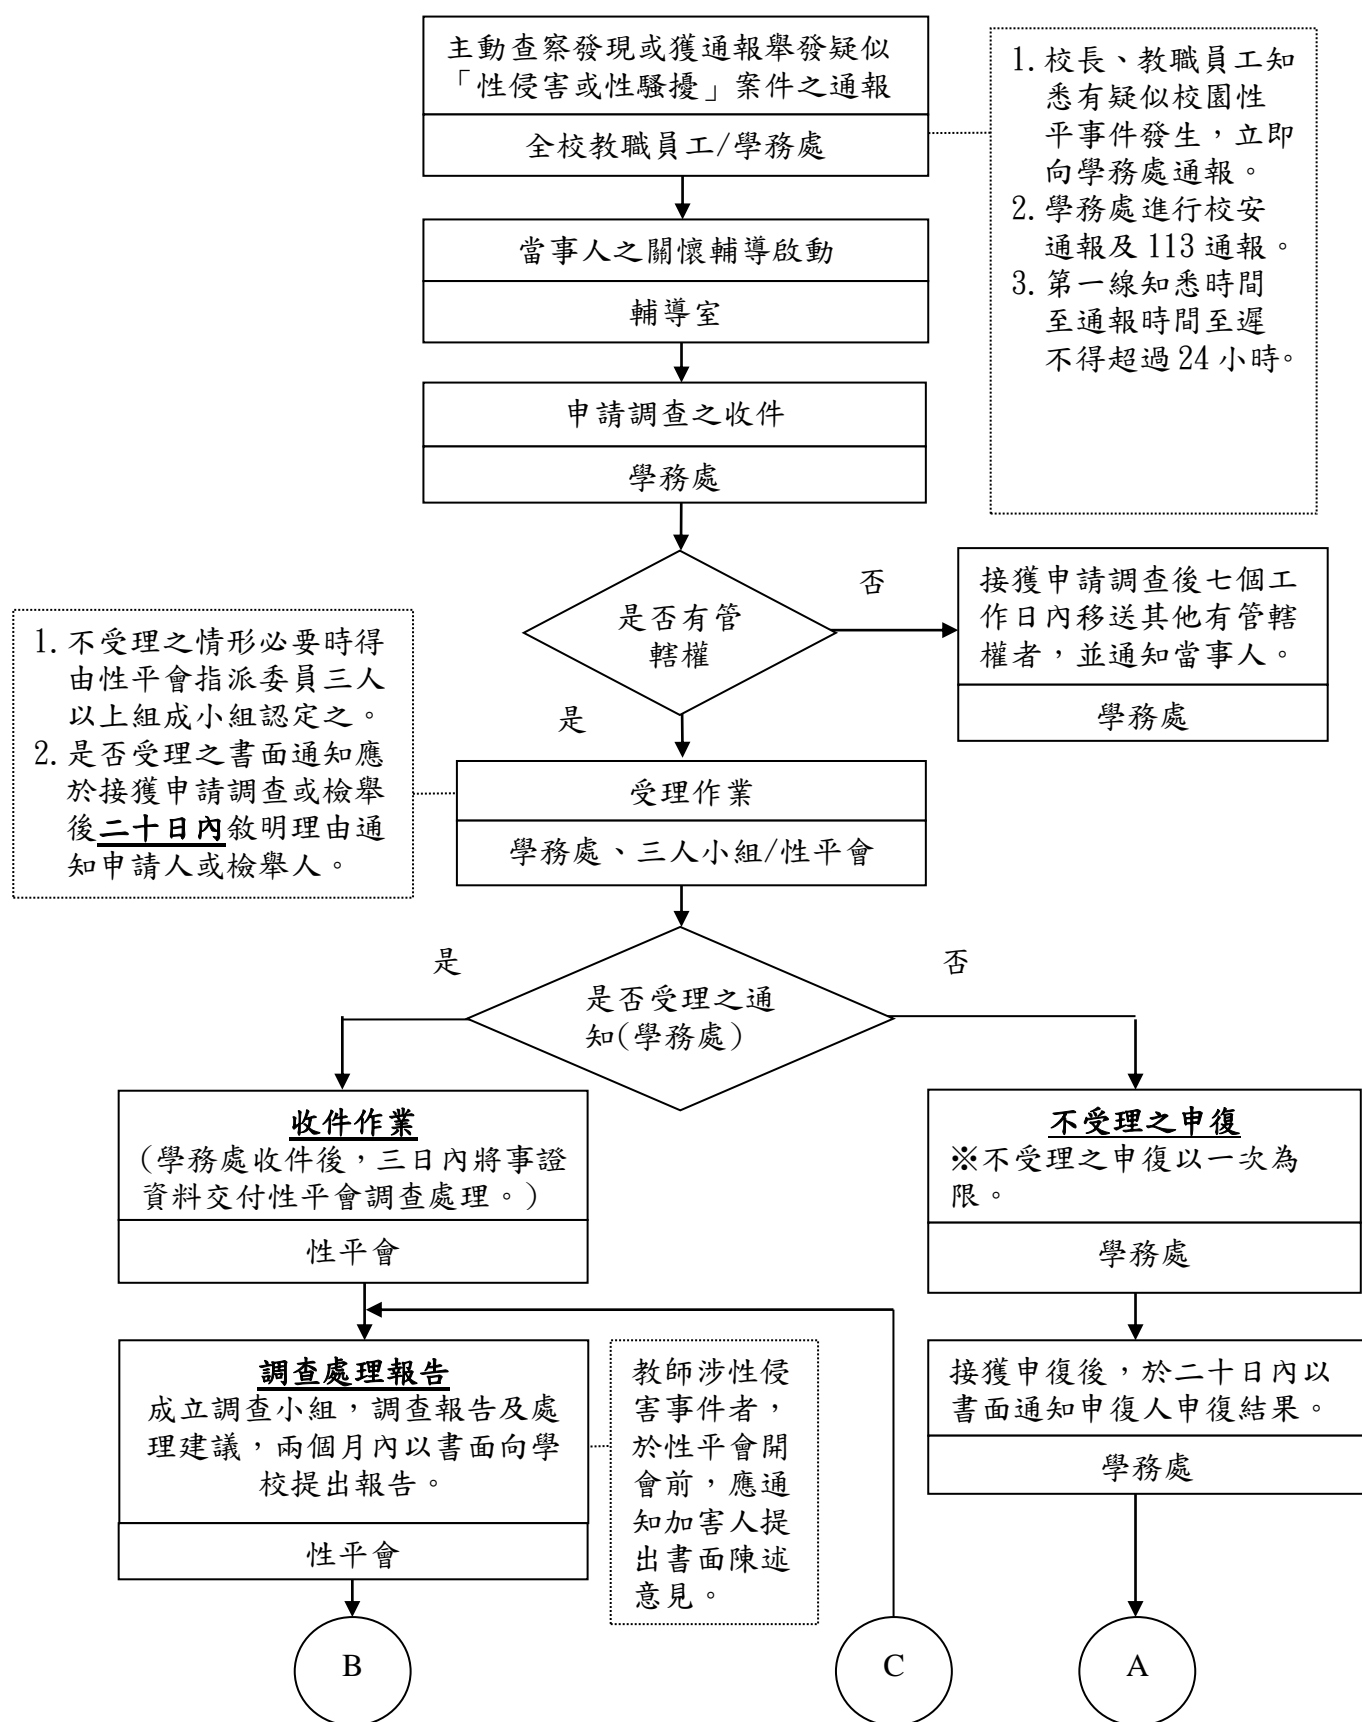 主動查察發現或獲通報舉發疑似
「性侵害或性騷擾」案件之通報
全校教職員工/學務處
1. 校長、教職員工知
悉有疑似校園性
平事件發生，立即
向學務處通報。
2. 學務處進行校安
通報及 113 通報。
3. 第一線知悉時間
至通報時間至遲
不得超過 24 小時。
當事人之關懷輔導啟動
輔導室
申請調查之收件
學務處
是否有管
轄權
否
接獲申請調查後七個工
作日內移送其他有管轄
權者，並通知當事人。
學務處
是
1. 不受理之情形必要時得
由性平會指派委員三人
以上組成小組認定之。
2. 是否受理之書面通知應
於接獲申請調查或檢舉
後二十日內敘明理由通
知申請人或檢舉人。
受理作業
學務處、三人小組/性平會
是否受理之通
知(學務處)
是
否
收件作業
(學務處收件後，三日內將事證
資料交付性平會調查處理。)
性平會
不受理之申復
※不受理之申復以一次為
限。
學務處
調查處理報告
成立調查小組，調查報告及處
理建議，兩個月內以書面向學
校提出報告。
性平會
教師涉性侵
害事件者，
於性平會開
會前，應通
知加害人提
出書面陳述
意見。
接獲申復後，於二十日內以
書面通知申復人申復結果。
學務處
B
C
A